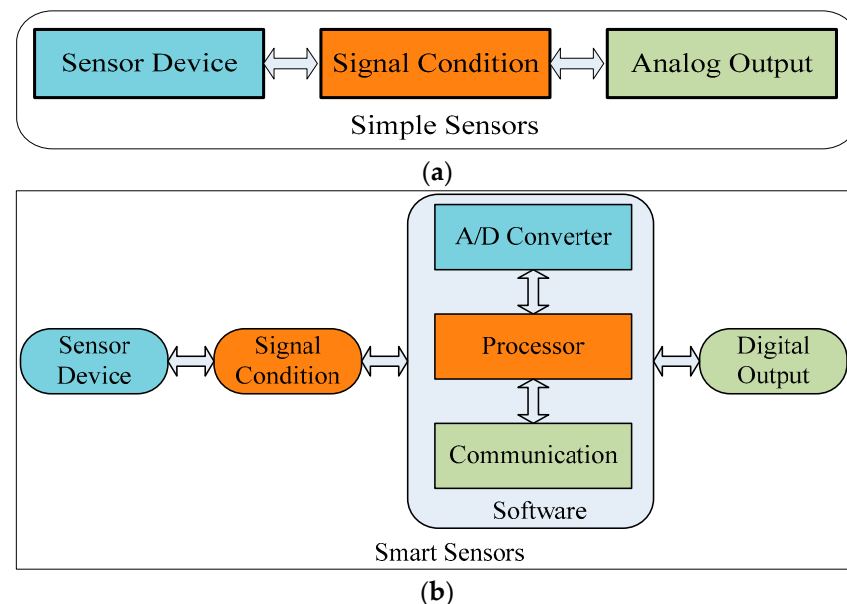 Sensor Device
Signal Condition
Analog Output
Simple Sensors
(a)
A/D Converter
Sensor
Device
Signal
Condition
Processor
Digital
Output
Communication
Software
Smart Sensors
(b)